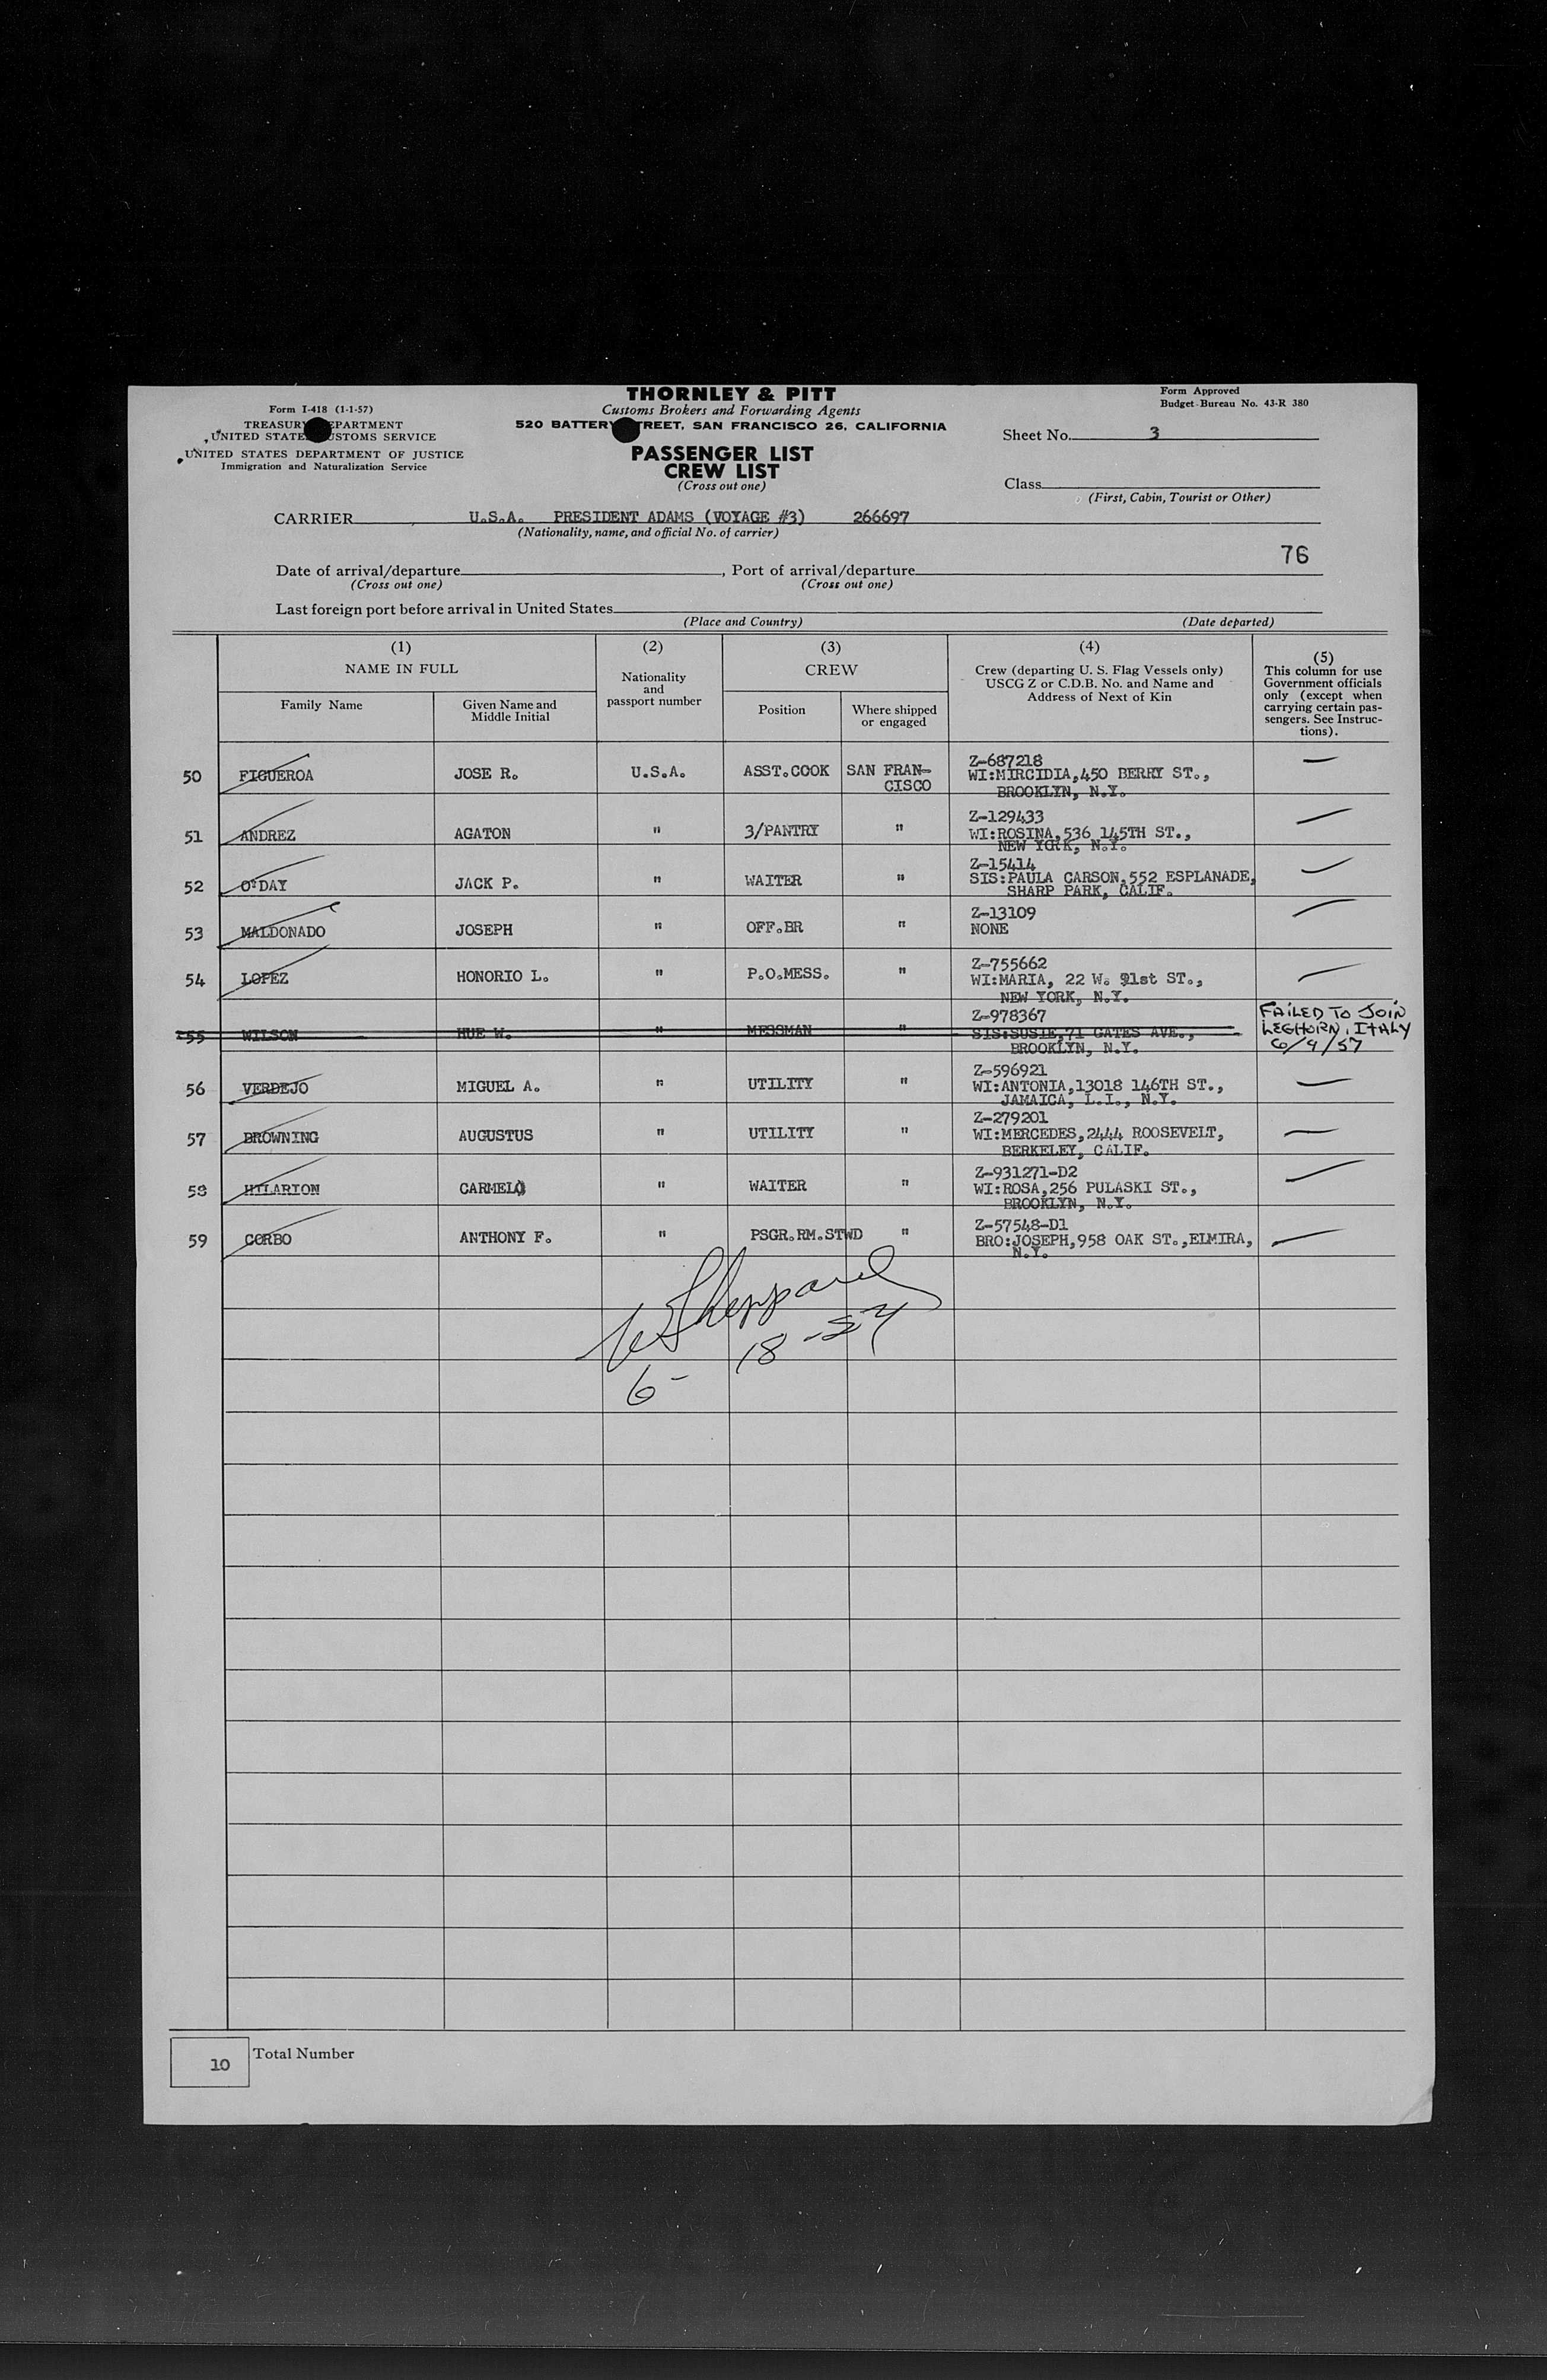 THORNLEY & PITT
Customs Brokers and Forwarding Agents
520 BATTERY STREET, SAN FRANCISCO 26, CALIFORNIA
Form I-418 (1-1-57)
TREASURY DEPARTMENT
UNITED STATES CUSTOMS SERVICE
UNITED STATES DEPARTMENT OF JUSTICE
Immigration and Naturalization Service
PASSENGER LIST
CREW LIST
(Cross out one)
Form Approved
Budget Bureau No. 43-R 380
Sheet No. 3
Class
(First, Cabin, Tourist or Other)
CARRIER U.S.A. PRESIDENT ADAMS (VOYAGE #3) 266697
(Nationality, name, and official No. of carrier)
76
Date of arrival/departure , Port of arrival/departure
(Cross out one) (Cross out one)
Last foreign port before arrival in United States
(Place and Country) (Date departed)
(1)
NAME IN FULL
Family Name
Given Name and
Middle Initial
(2)
Nationality
and
passport number
(3)
CREW
Position
Where shipped
or engaged
(4)
Crew (departing U. S. Flag Vessels only)
USCG Z or C.D.B. No. and Name and
Address of Next of Kin
(5)
This column for use
Government officials
only (except when
carrying certain pas-
sengers. See Instruc-
tions).
Z-687218
50 FIGUEROA JOSE R. U.S.A. ASST.COOK SAN FRAN- WI:MIRCIDIA,450 BERRY ST.,
CISCO BROOKLYN, N.Y.
Z-129433
51 ANDREZ AGATON " 3/PANTRY " WI:ROSINA,536 145TH ST.,
NEW YORK, N.Y.
Z-15414
52 O'DAY JACK P. " WAITER " SIS:PAULA CARSON,552 ESPLANADE,
SHARP PARK, CALIF.
Z-13109
53 MALDONADO JOSEPH " OFF.BR " NONE
Z-755662
54 LOPEZ HONORIO L. " P.O.MESS. " WI:MARIA, 22 W. 91st ST.,
NEW YORK, N.Y.
Z-978367
55 WILSON HUE W. " MESSMAN " SIS:SUSIE,71 GATES AVE.,
BROOKLYN, N.Y.
FAILED TO JOIN
LEGHORN, ITALY
6/9/57
Z-596921
56 VERDEJO MIGUEL A. " UTILITY " WI:ANTONIA,13018 146TH ST.,
JAMAICA, L.I., N.Y.
Z-279201
57 BROWNING AUGUSTUS " UTILITY " WI:MERCEDES,2444 ROOSEVELT,
BERKELEY, CALIF.
Z-931271-D2
58 HILARION CARMELO " WAITER " WI:ROSA,256 PULASKI ST.,
BROOKLYN, N.Y.
Z-57548-D1
59 CORBO ANTHONY F. " PSGR.RM.STWD " BRO:JOSEPH,958 OAK ST.,ELMIRA,
N.Y.
Sheppard
6- 18-57
10 Total Number